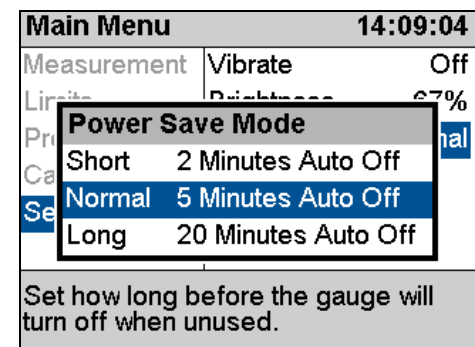 Main Menu 14:09:04
Measurement Vibrate Off
Power Save Mode
Short 2 Minutes Auto Off
Normal 5 Minutes Auto Off
Long 20 Minutes Auto Off
Set how long before the gauge will
turn off when unused.